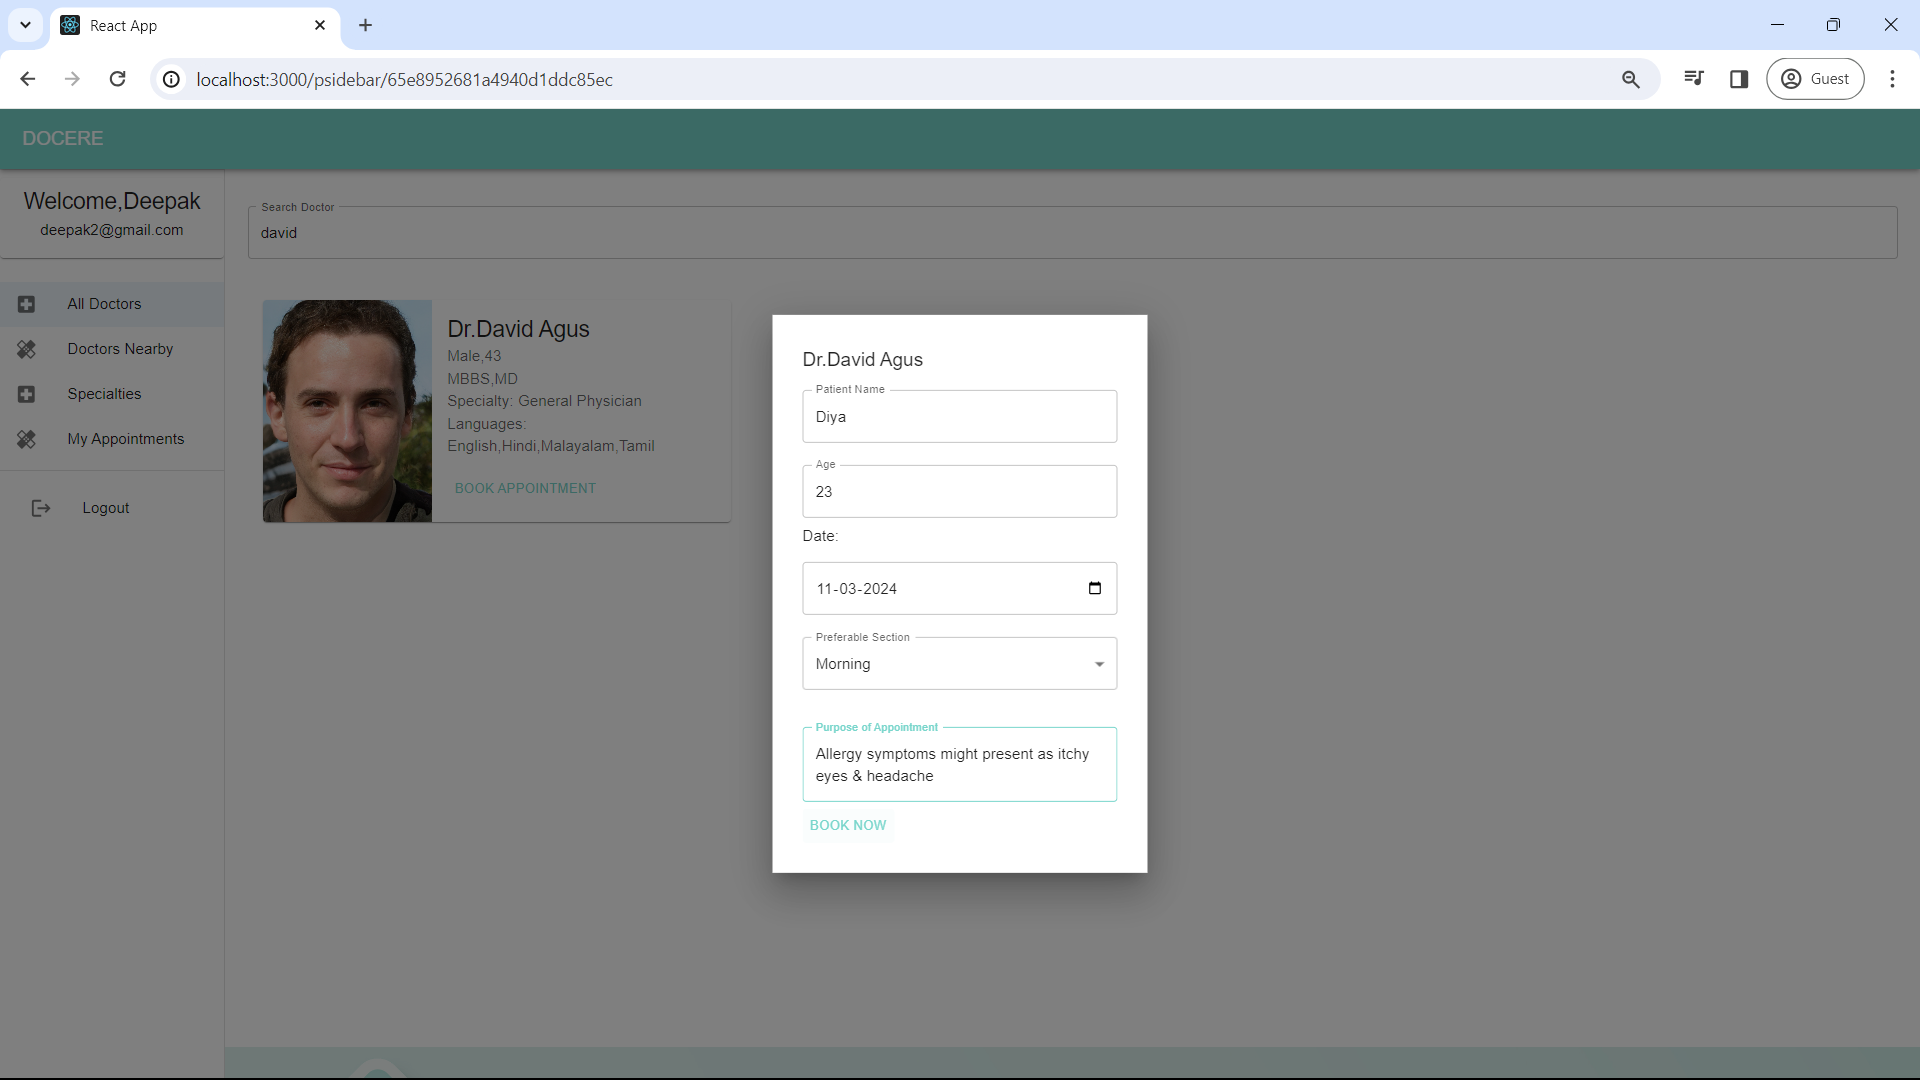 React App
localhost:3000/psidebar/65e8952681a4940d1ddc85ec
Guest
DOCERE
Welcome,Deepak
deepak2@gmail.com
All Doctors
Doctors Nearby
Specialties
My Appointments
Logout
Search Doctor
david
Dr.David Agus
Male,43
MBBS,MD
Specialty: General Physician
Languages:
English,Hindi,Malayalam,Tamil
BOOK APPOINTMENT
Dr.David Agus
Patient Name
Diya
Age
23
Date:
11-03-2024
Preferable Section
Morning
Purpose of Appointment
Allergy symptoms might present as itchy
eyes & headache
BOOK NOW